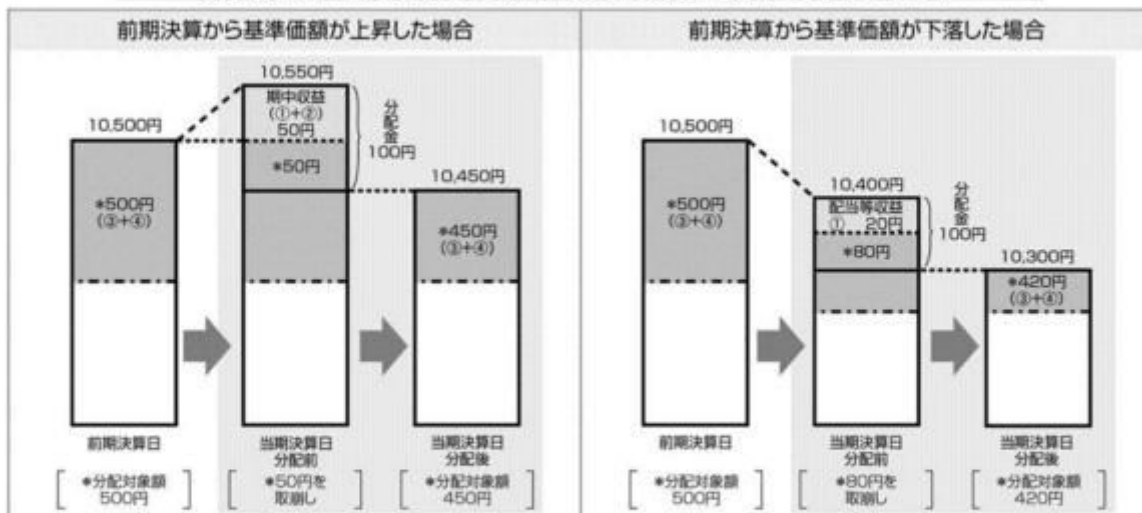 前期決算から基準価額が上昇した場合
10,550円
期中収益
(①+②)
50円
分配金
100円
10,500円
*50円
10,450円
*500円
(③+④)
*450円
(③+④)
前期決算日
当期決算日
分配前
当期決算日
分配後
*分配対象額
500円
*50円を
取崩し
*分配対象額
450円
前期決算から基準価額が下落した場合
10,500円
10,400円
配当等収益
① 20円
分配金
100円
*500円
(③+④)
*80円
10,300円
*420円
(③+④)
前期決算日
当期決算日
分配前
当期決算日
分配後
*分配対象額
500円
*80円を
取崩し
*分配対象額
420円